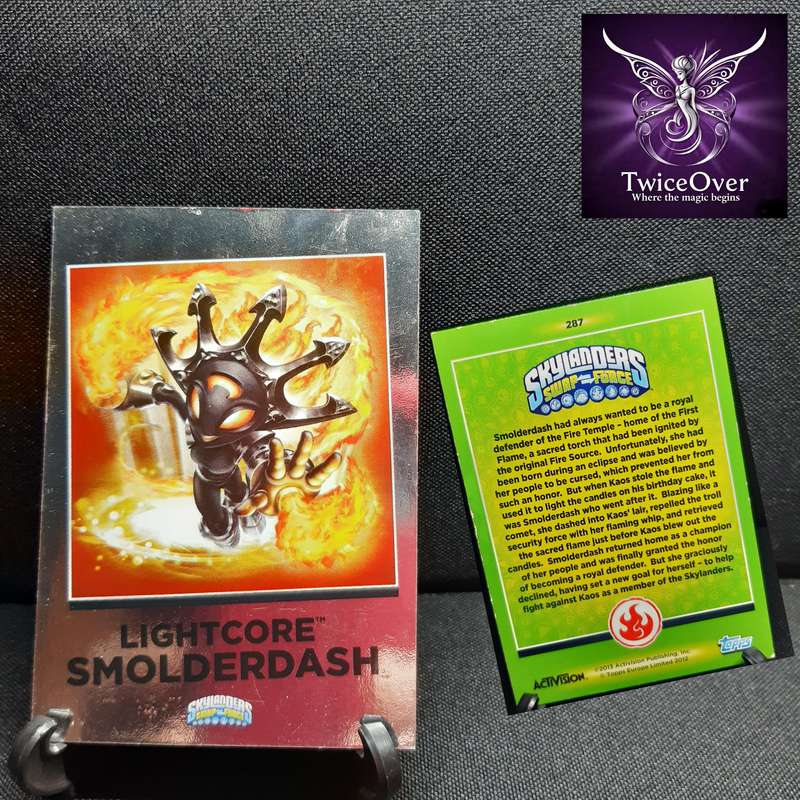 TwiceOver
Where the magic begins
LIGHTCORE™
SMOLDERDASH
SKYLANDERS
SWAP FORCE
287
SKYLANDERS
SWAP FORCE
Smolderdash had always wanted to be a royal
defender of the Fire Temple – home of the First
Flame, a sacred torch that had been ignited by
the original Fire Source. Unfortunately, she had
been born during an eclipse and was believed by
her people to be cursed, which prevented her from
such an honor. But when Kaos stole the flame and
used it to light the candles on his birthday cake, it
was Smolderdash who went after it. Blazing like a
comet, she dashed into Kaos' lair, repelled the troll
security force with her flaming whip, and retrieved
the sacred flame just before Kaos blew out the
candles. Smolderdash returned home as a champion
of her people and was finally granted the honor
of becoming a royal defender. But she graciously
declined, having set a new goal for herself – to help
fight against Kaos as a member of the Skylanders.
Topps
ACTIVISION
©2013 Activision Publishing, Inc.
© Topps Europe Limited 2012